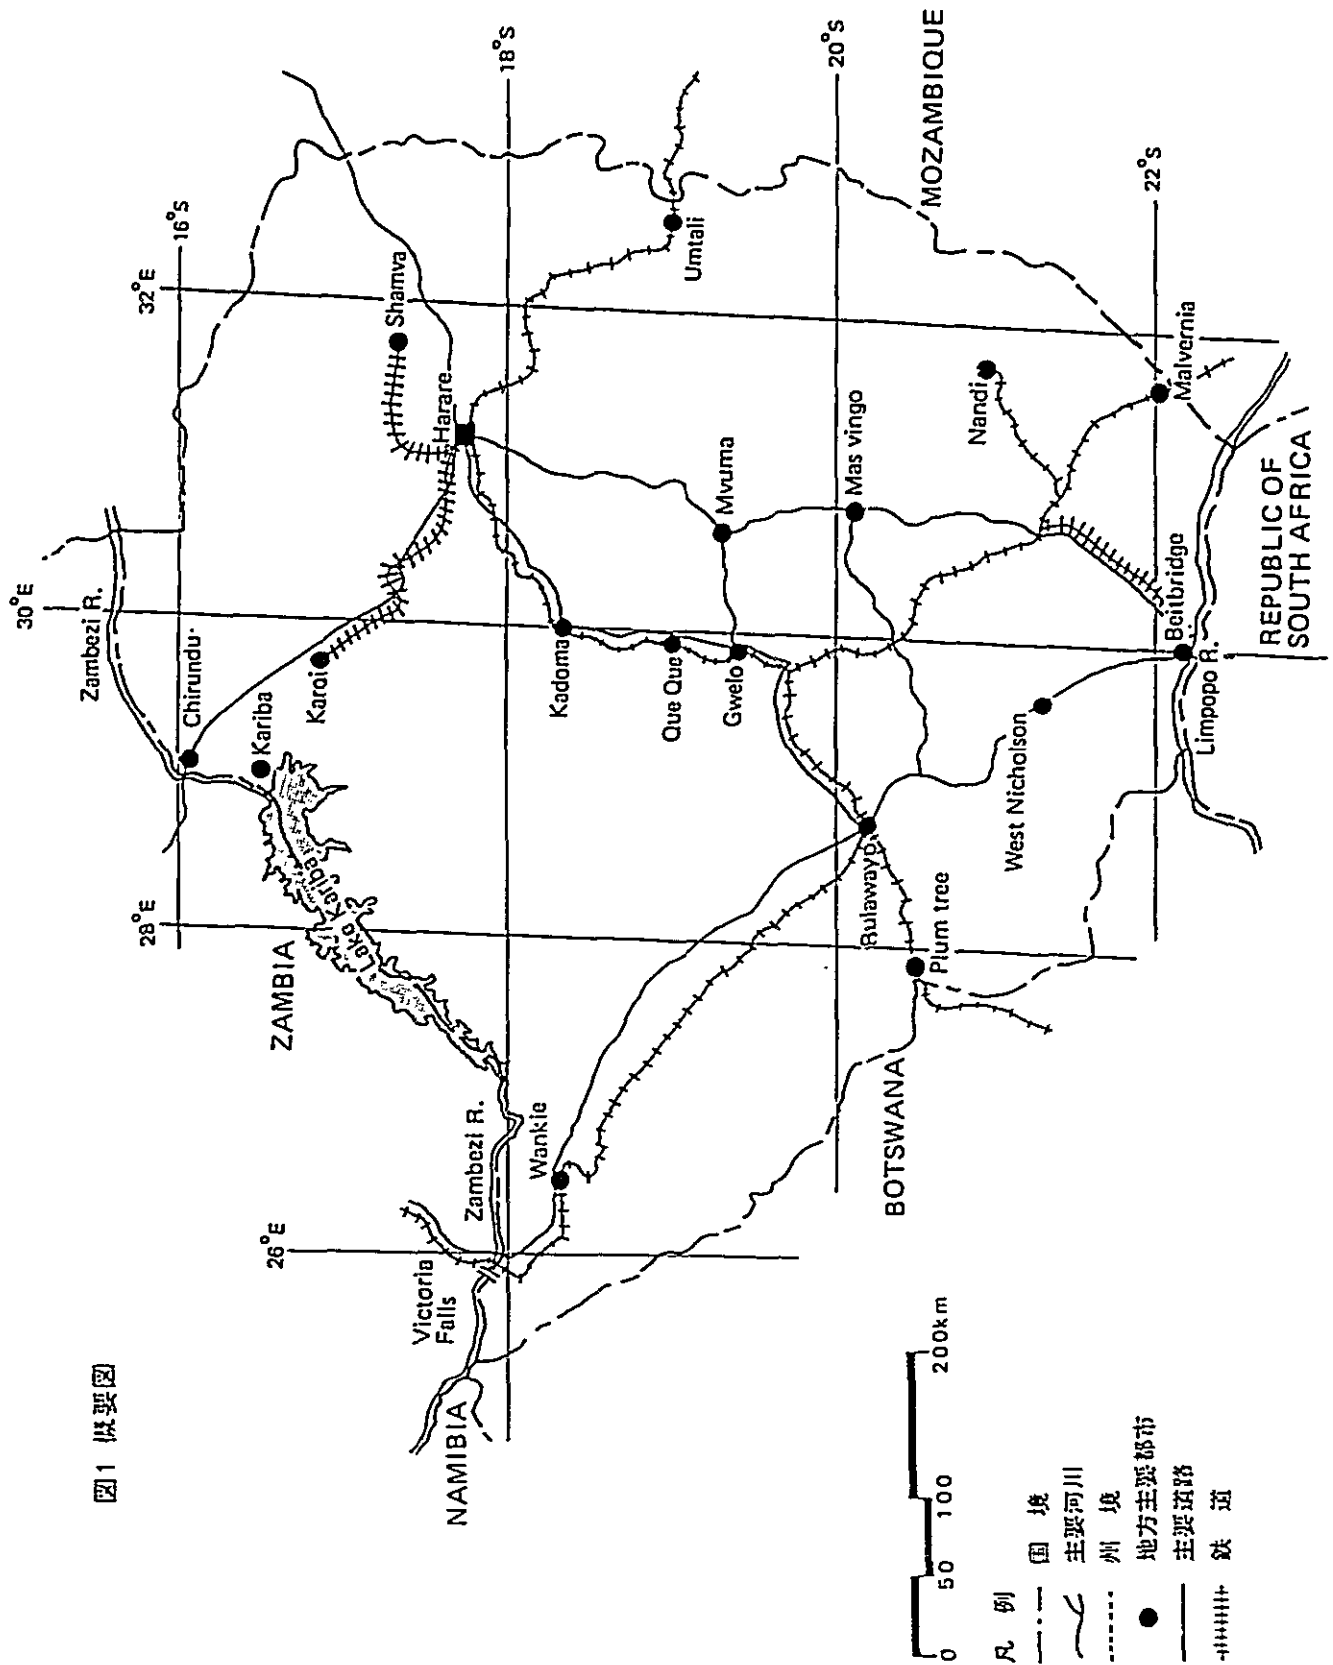 図1 概要図
30°E
32°E
16°S
18°S
20°S
22°S
28°E
26°E
Zambezi R.
Chirundu
Kariba
Karoi
Shamva
Harare
Lake Kariba
ZAMBIA
Kadoma
Que Que
Gwelo
Mvuma
Mas vingo
Umtali
MOZAMBIQUE
Nandi
Malvernia
Beitbridge
Limpopo R.
REPUBLIC OF
SOUTH AFRICA
West Nicholson
Bulawayo
Plum tree
BOTSWANA
Wankie
Zambezi R.
Victoria
Falls
NAMIBIA
0 50 100 200km
凡 例
国 境
主要河川
州 境
地方主要都市
主要道路
鉄 道